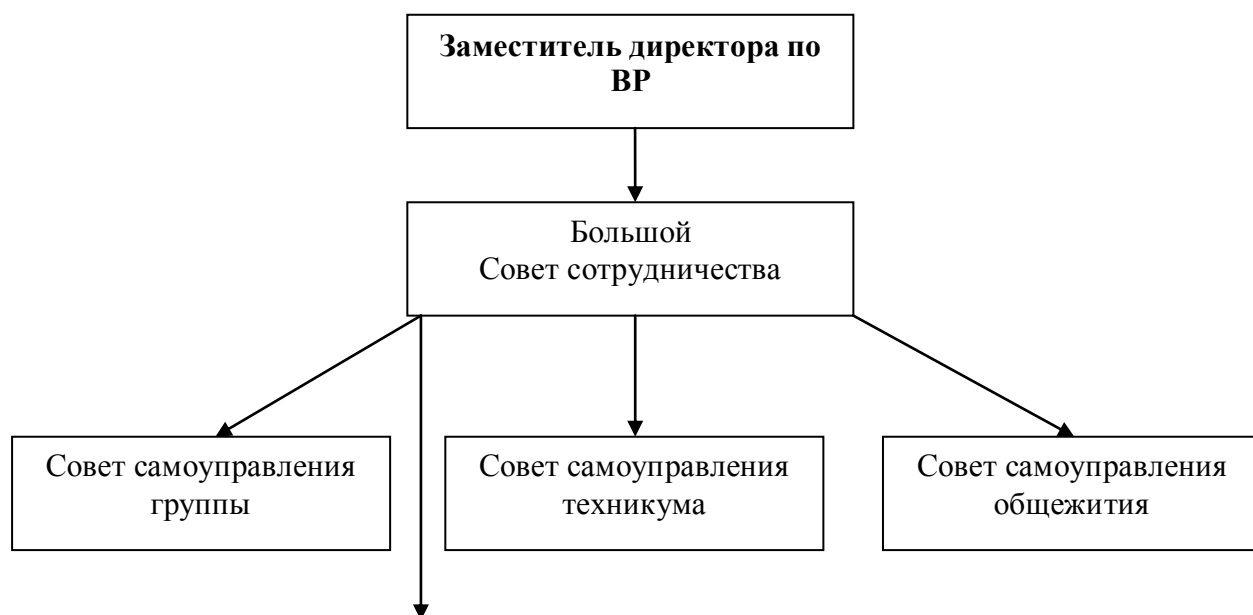 Заместитель директора по
ВР
Большой
Совет сотрудничества
Совет самоуправления
группы
Совет самоуправления
техникума
Совет самоуправления
общежития